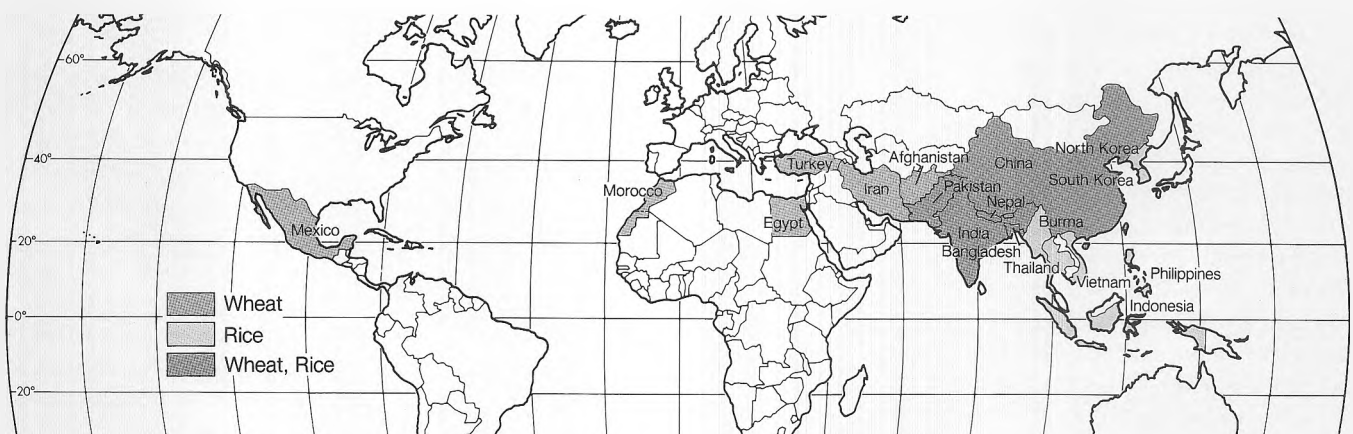 60°
40°
20°
0°
20°
Mexico
Morocco
Egypt
Turkey
Iran
Afghanistan
Pakistan
Nepal
India
Bangladesh
China
Burma
Thailand
Vietnam
North Korea
South Korea
Philippines
Indonesia
Wheat
Rice
Wheat, Rice